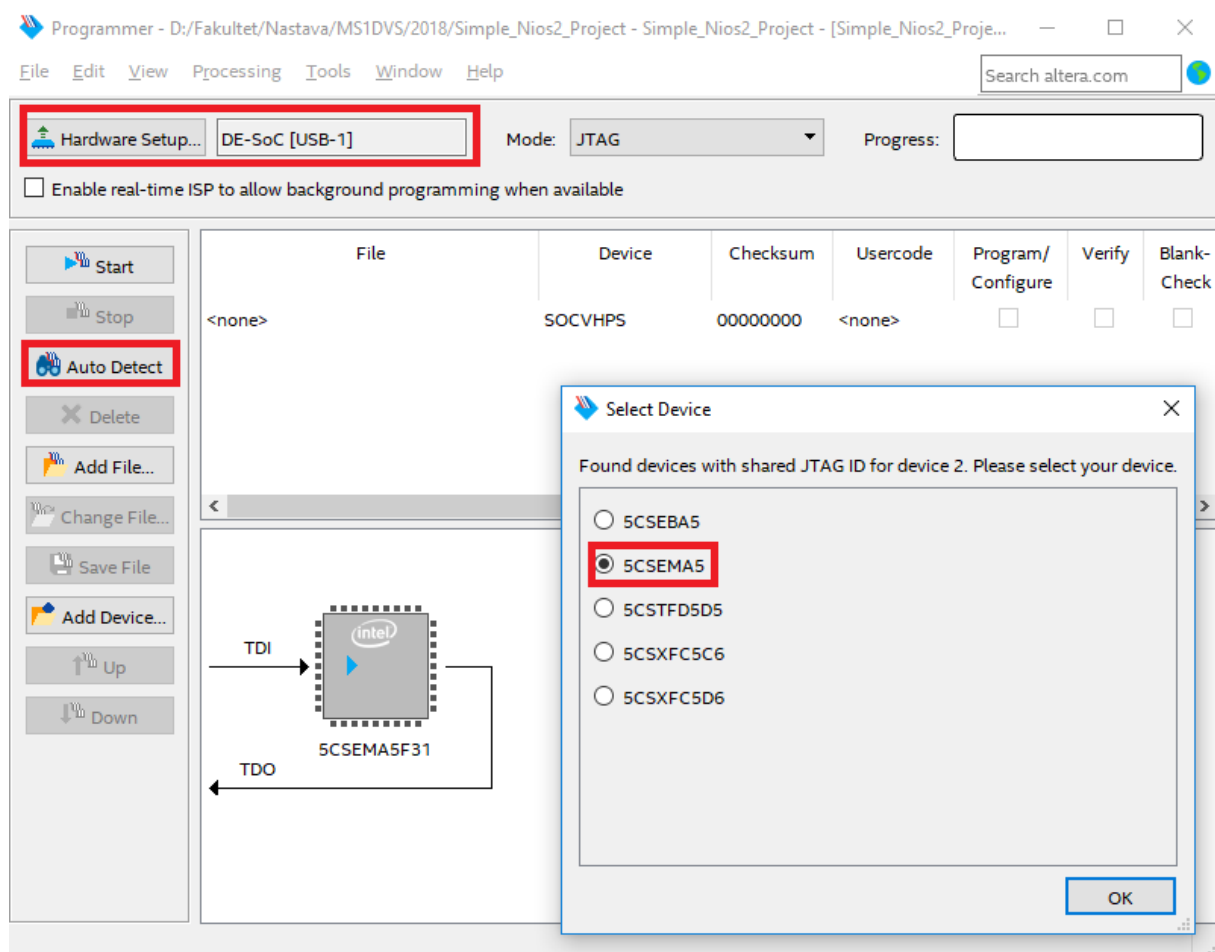 Programmer - D:/Fakultet/Nastava/MS1DVS/2018/Simple_Nios2_Project - Simple_Nios2_Project - [Simple_Nios2_Proje...
File Edit View Processing Tools Window Help
Search altera.com
Hardware Setup... DE-SoC [USB-1] Mode: JTAG Progress:
Enable real-time ISP to allow background programming when available
Start
Stop
Auto Detect
Delete
Add File...
Change File...
Save File
Add Device...
Up
Down
File Device Checksum Usercode Program/ Verify Blank-
Configure Check
<none> SOCVHPS 00000000 <none>
TDI
intel
5CSEMA5F31
TDO
Select Device
Found devices with shared JTAG ID for device 2. Please select your device.
5CSEBA5
5CSEMA5
5CSTFD5D5
5CSXFC5C6
5CSXFC5D6
OK